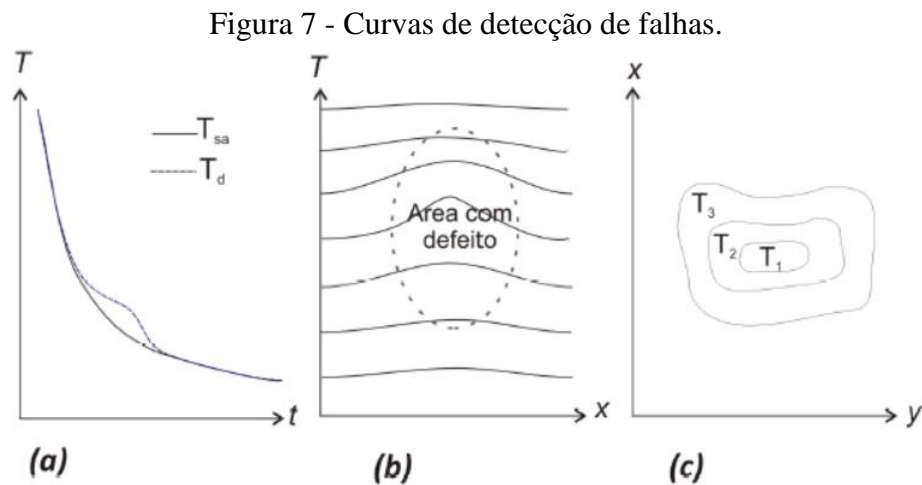 Figura 7 - Curvas de detecção de falhas.
T
T_sa
T_d
t
(a)
T
Area com
defeito
x
(b)
x
T_3
T_2
T_1
y
(c)